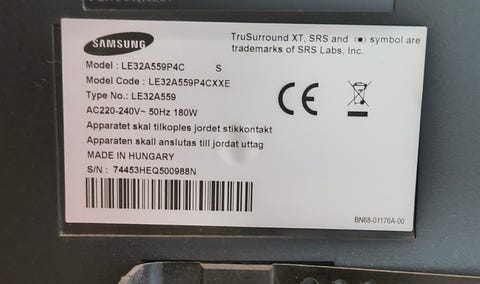 SAMSUNG
TruSurround XT, SRS and (●) symbol are
trademarks of SRS Labs, Inc.
Model : LE32A559P4C S
Model Code : LE32A559P4CXXE
Type No.: LE32A559
AC220-240V~ 50Hz 180W
Apparatet skal tilkoples jordet stikkontakt
Apparaten skall anslutas till jordat uttag
MADE IN HUNGARY
S/N : 74453HEQ500988N
CE
BN68-01176A-00